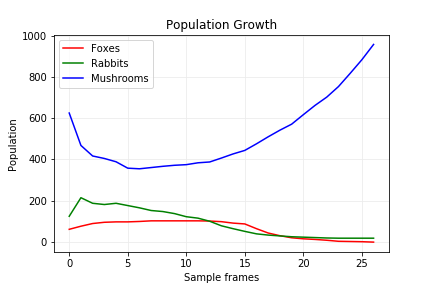 Population Growth
Foxes
Rabbits
Mushrooms
Population
1000
800
600
400
200
0
0 5 10 15 20 25
Sample frames